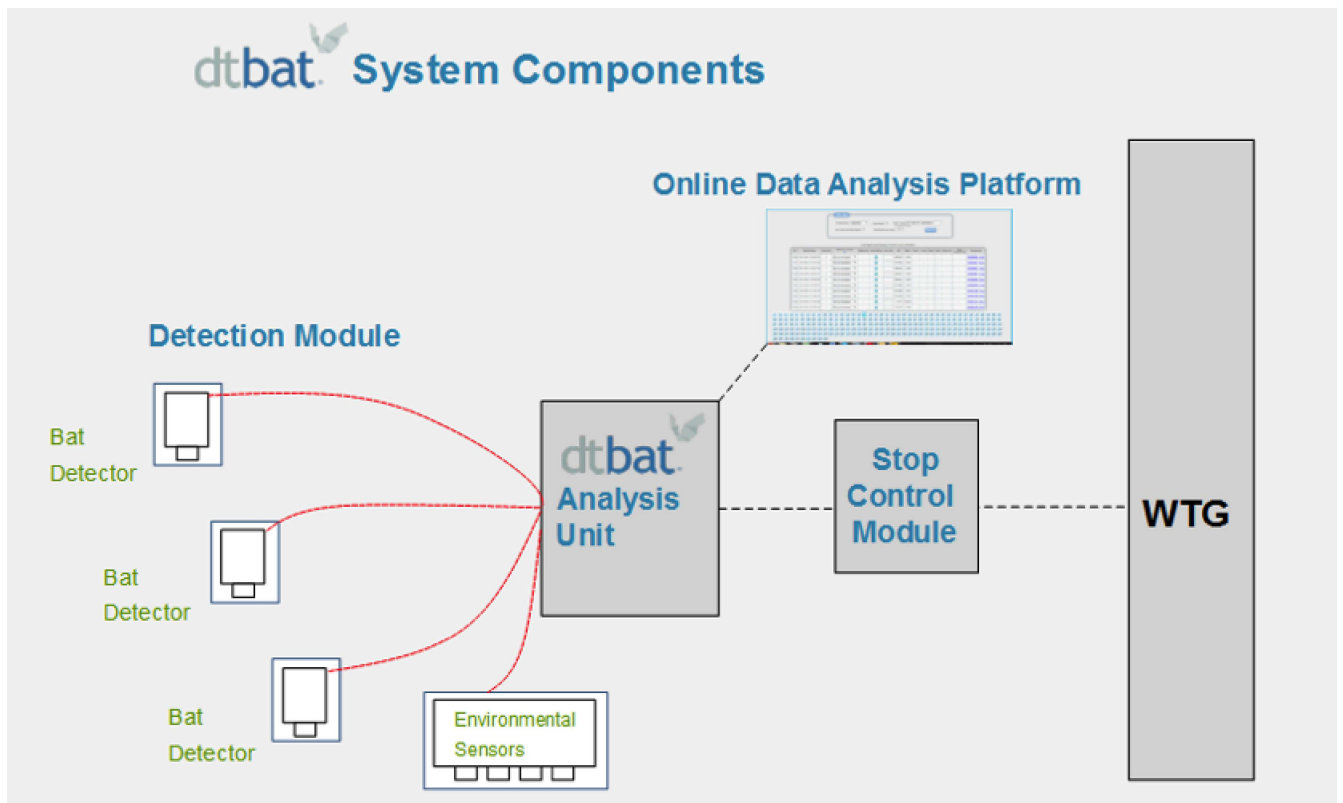 dtbat. System Components
Online Data Analysis Platform
Detection Module
Bat
Detector
Bat
Detector
Bat
Detector
Environmental
Sensors
dtbat.
Analysis
Unit
Stop
Control
Module
WTG